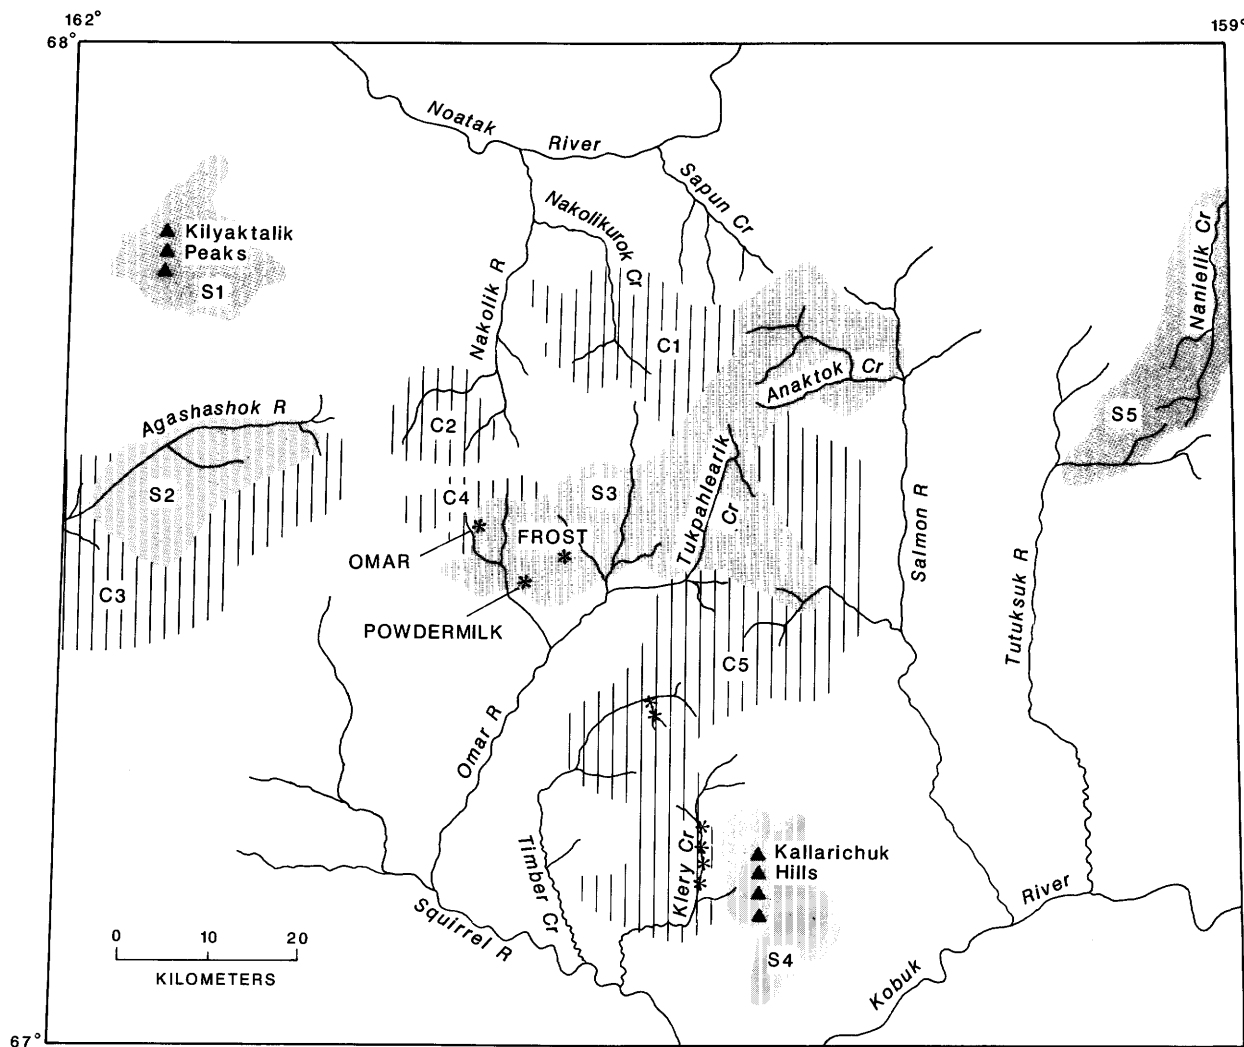 162°
159°
68°
Noatak
River
Sapun Cr
Nakolikurok Cr
Kilyaktalik
Peaks
S1
Nakolik R
Nanielik Cr
C1
Anaktok Cr
Agashashok R
C2
S5
S2
C4
S3
Tukpahlearik
Cr
FROST
OMAR
Salmon R
C3
POWDERMILK
Tutuksuk R
C5
Omar R
Timber Cr
Klery Cr
Kallarichuk
Hills
River
Squirrel R
0 10 20
KILOMETERS
S4
Kobuk
67°